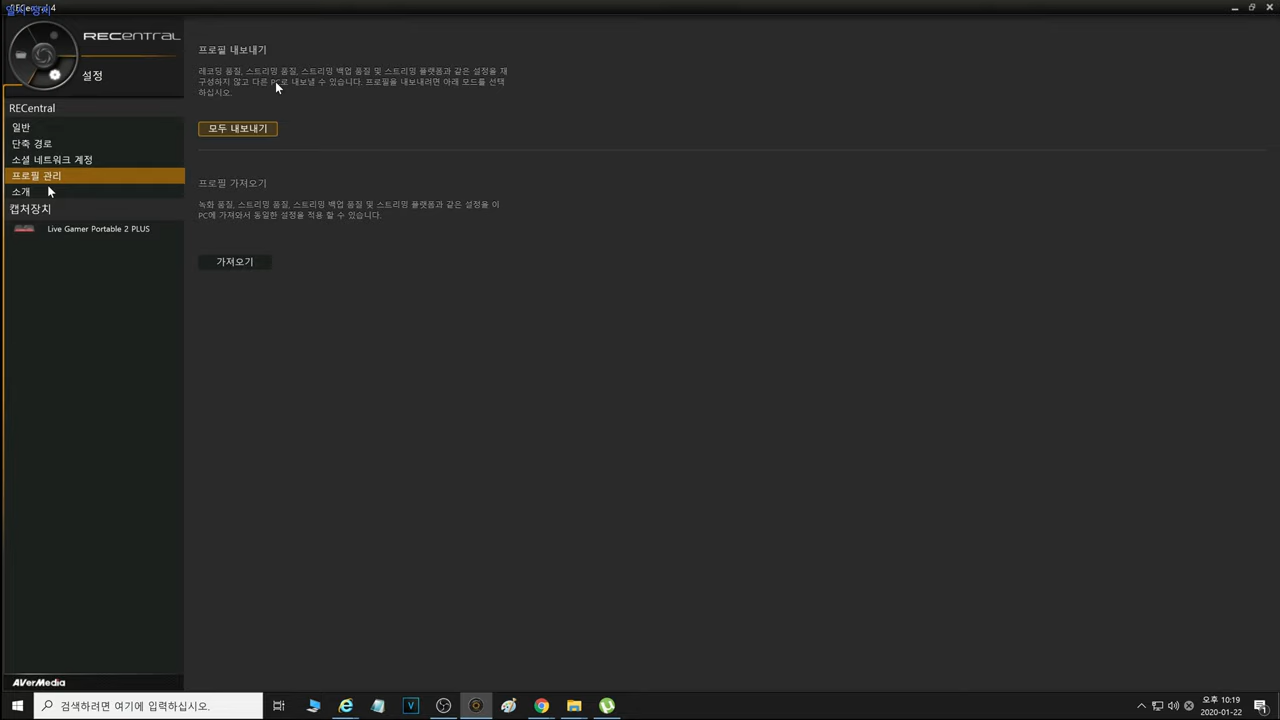 RECentral 4
RECENTRAL
설정
RECentral
일반
단축 경로
소셜 네트워크 계정
프로필 관리
소개
캡처장치
Live Gamer Portable 2 PLUS
프로필 내보내기
레코딩 품질, 스트리밍 품질, 스트리밍 백업 품질 및 스트리밍 플랫폼과 같은 설정을 재
구성하지 않고 다른 PC로 내보낼 수 있습니다. 프로필을 내보내려면 아래 모드를 선택
하십시오.
모두 내보내기
프로필 가져오기
녹화 품질, 스트리밍 품질, 스트리밍 백업 품질 및 스트리밍 플랫폼과 같은 설정을 이
PC에 가져와서 동일한 설정을 적용 할 수 있습니다.
가져오기
AVerMedia
검색하려면 여기에 입력하십시오.
오후 10:19
2020-01-22
1